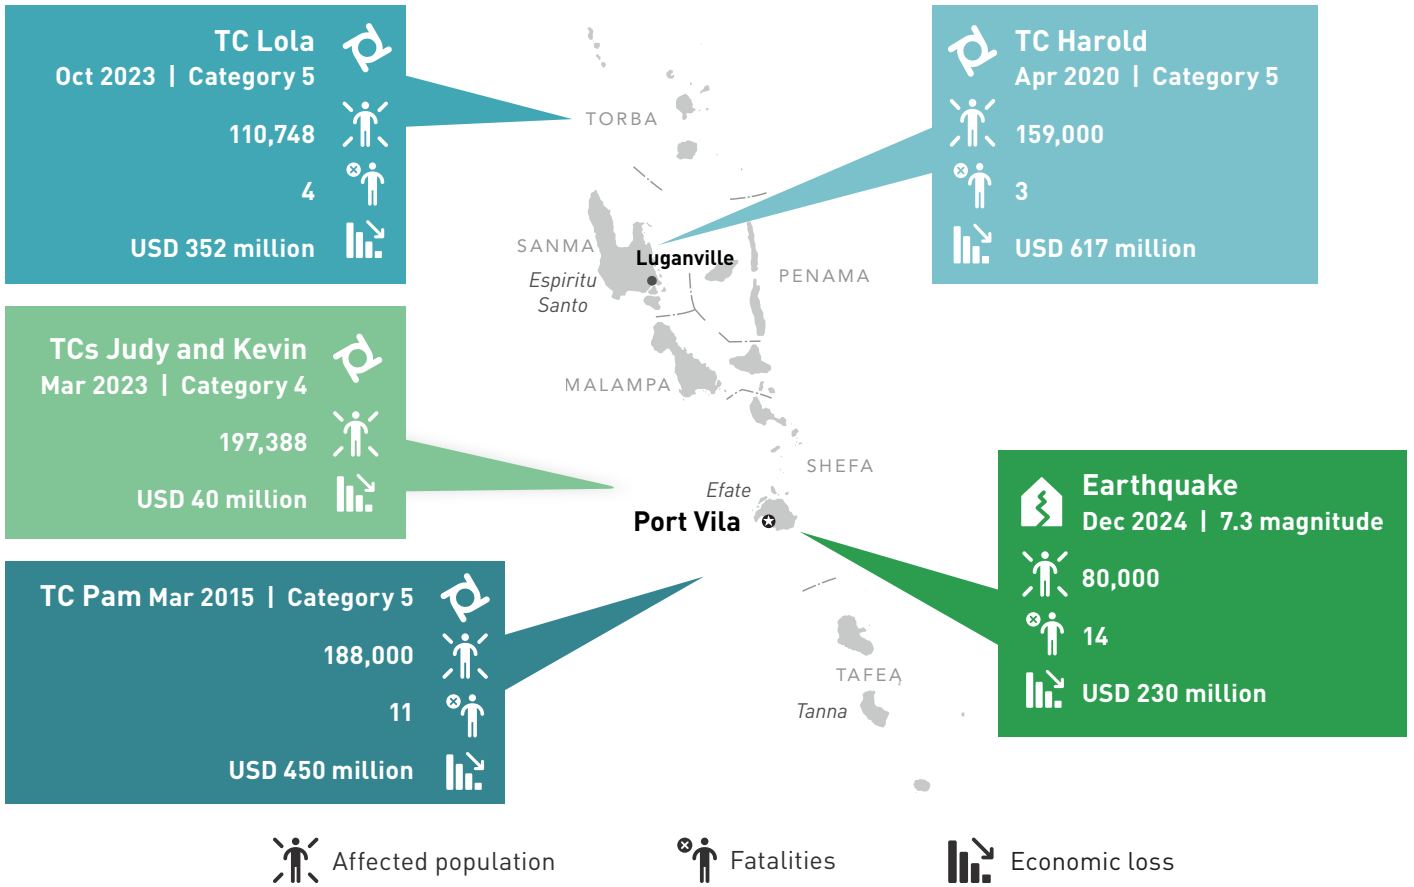 TC Lola
Oct 2023 | Category 5
110,748
4
USD 352 million
TC Harold
Apr 2020 | Category 5
159,000
3
USD 617 million
TCs Judy and Kevin
Mar 2023 | Category 4
197,388
USD 40 million
TC Pam Mar 2015 | Category 5
188,000
11
USD 450 million
Earthquake
Dec 2024 | 7.3 magnitude
80,000
14
USD 230 million
TORBA
SANMA
Luganville
Espiritu
Santo
PENAMA
MALAMPA
SHEFA
Efate
Port Vila
TAFEA
Tanna
Affected population
Fatalities
Economic loss